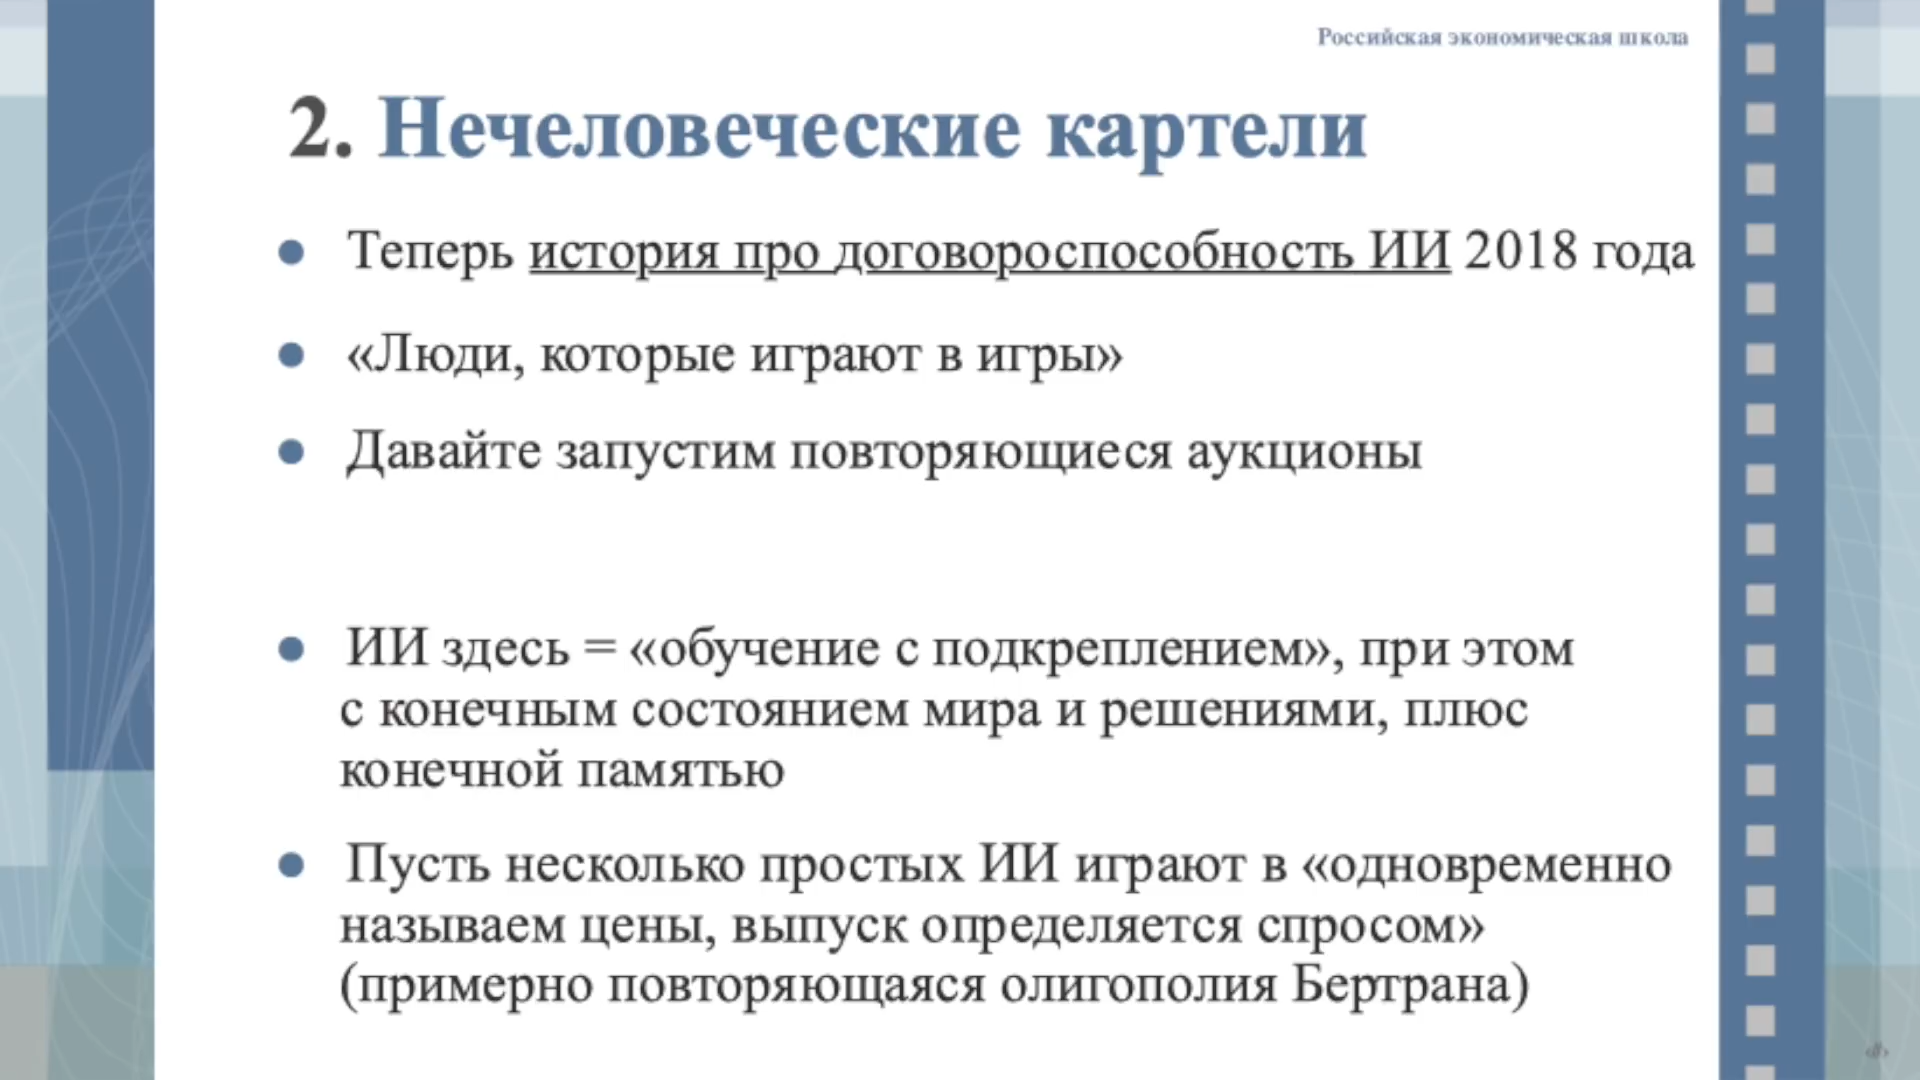 Российская экономическая школа
2. Нечеловеческие картели
Теперь история про договороспособность ИИ 2018 года
«Люди, которые играют в игры»
Давайте запустим повторяющиеся аукционы
ИИ здесь = «обучение с подкреплением», при этом
с конечным состоянием мира и решениями, плюс
конечной памятью
Пусть несколько простых ИИ играют в «одновременно
называем цены, выпуск определяется спросом»
(примерно повторяющаяся олигополия Бертрана)